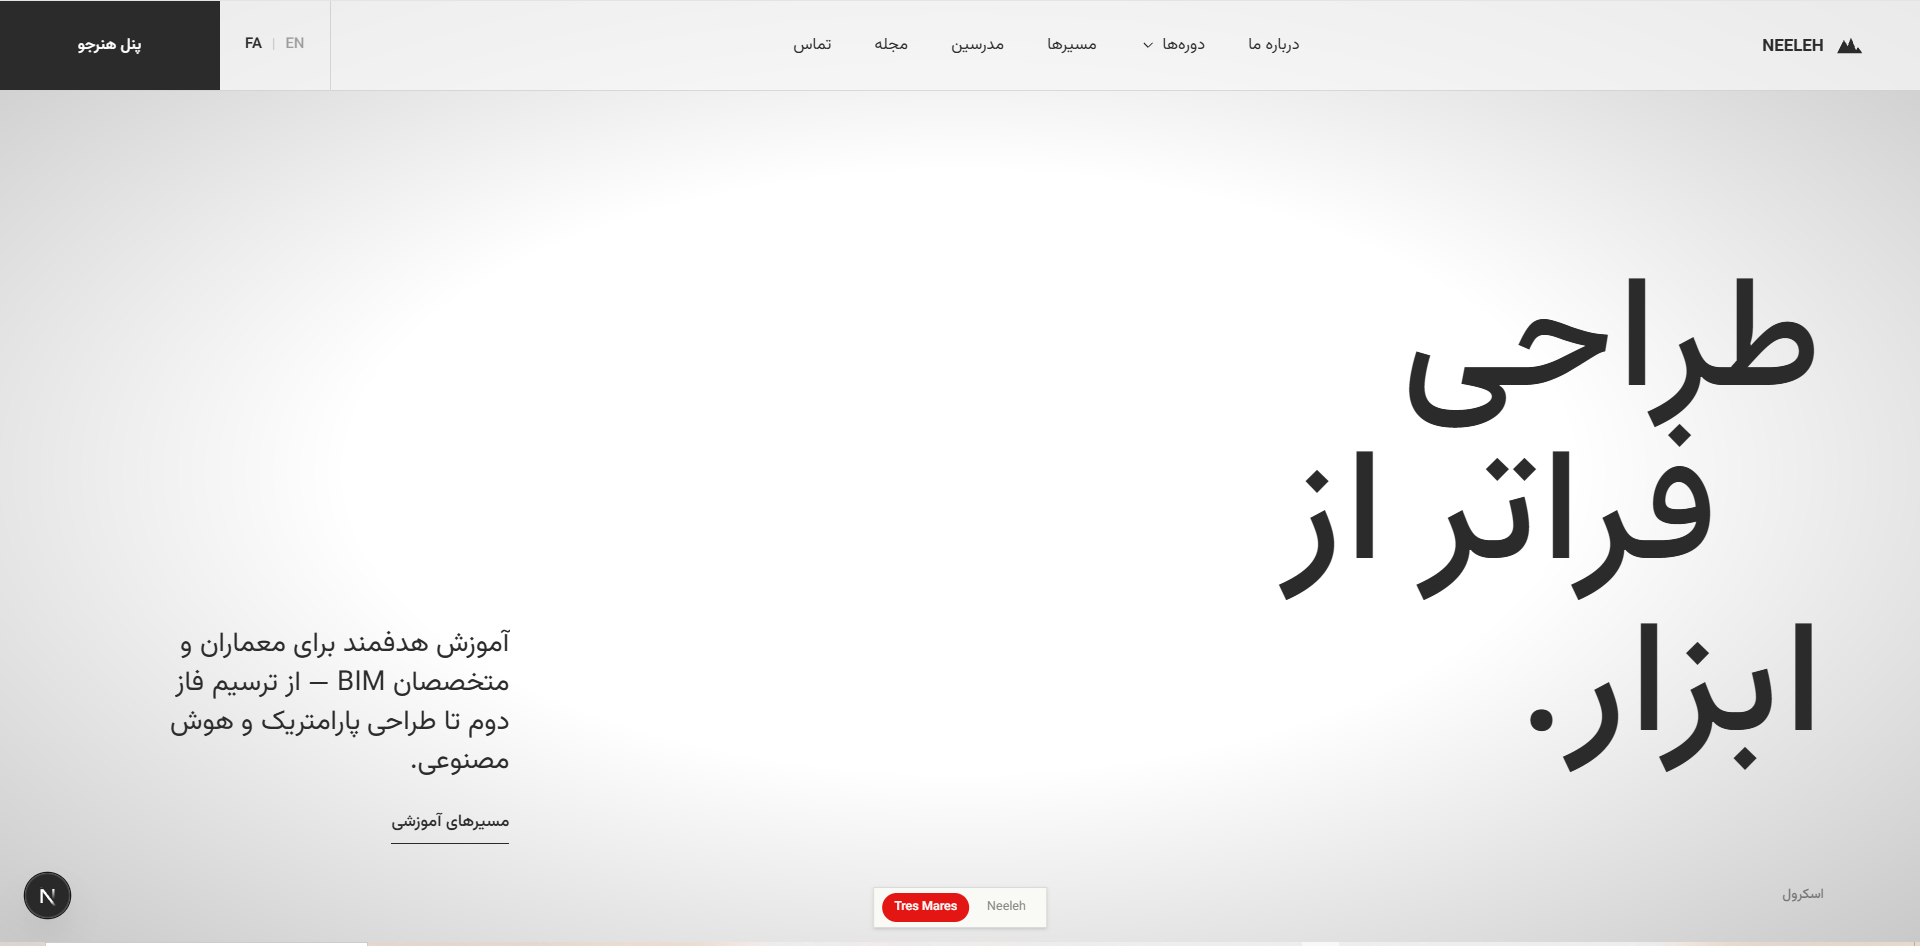 NEELEH
درباره ما
دوره‌ها
مسیرها
مدرسین
مجله
تماس
FA | EN
پنل هنرجو
طراحی
فراتر از
ابزار.
آموزش هدفمند برای معماران و
متخصصان BIM – از ترسیم فاز
دوم تا طراحی پارامتریک و هوش
مصنوعی.
مسیرهای آموزشی
اسکرول
Tres Mares
Neeleh
N